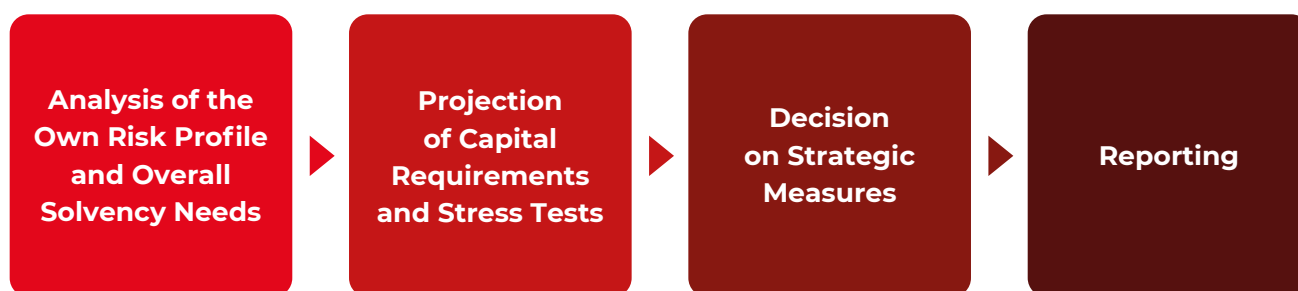 Analysis of the
Own Risk Profile
and Overall
Solvency Needs
Projection
of Capital
Requirements
and Stress Tests
Decision
on Strategic
Measures
Reporting